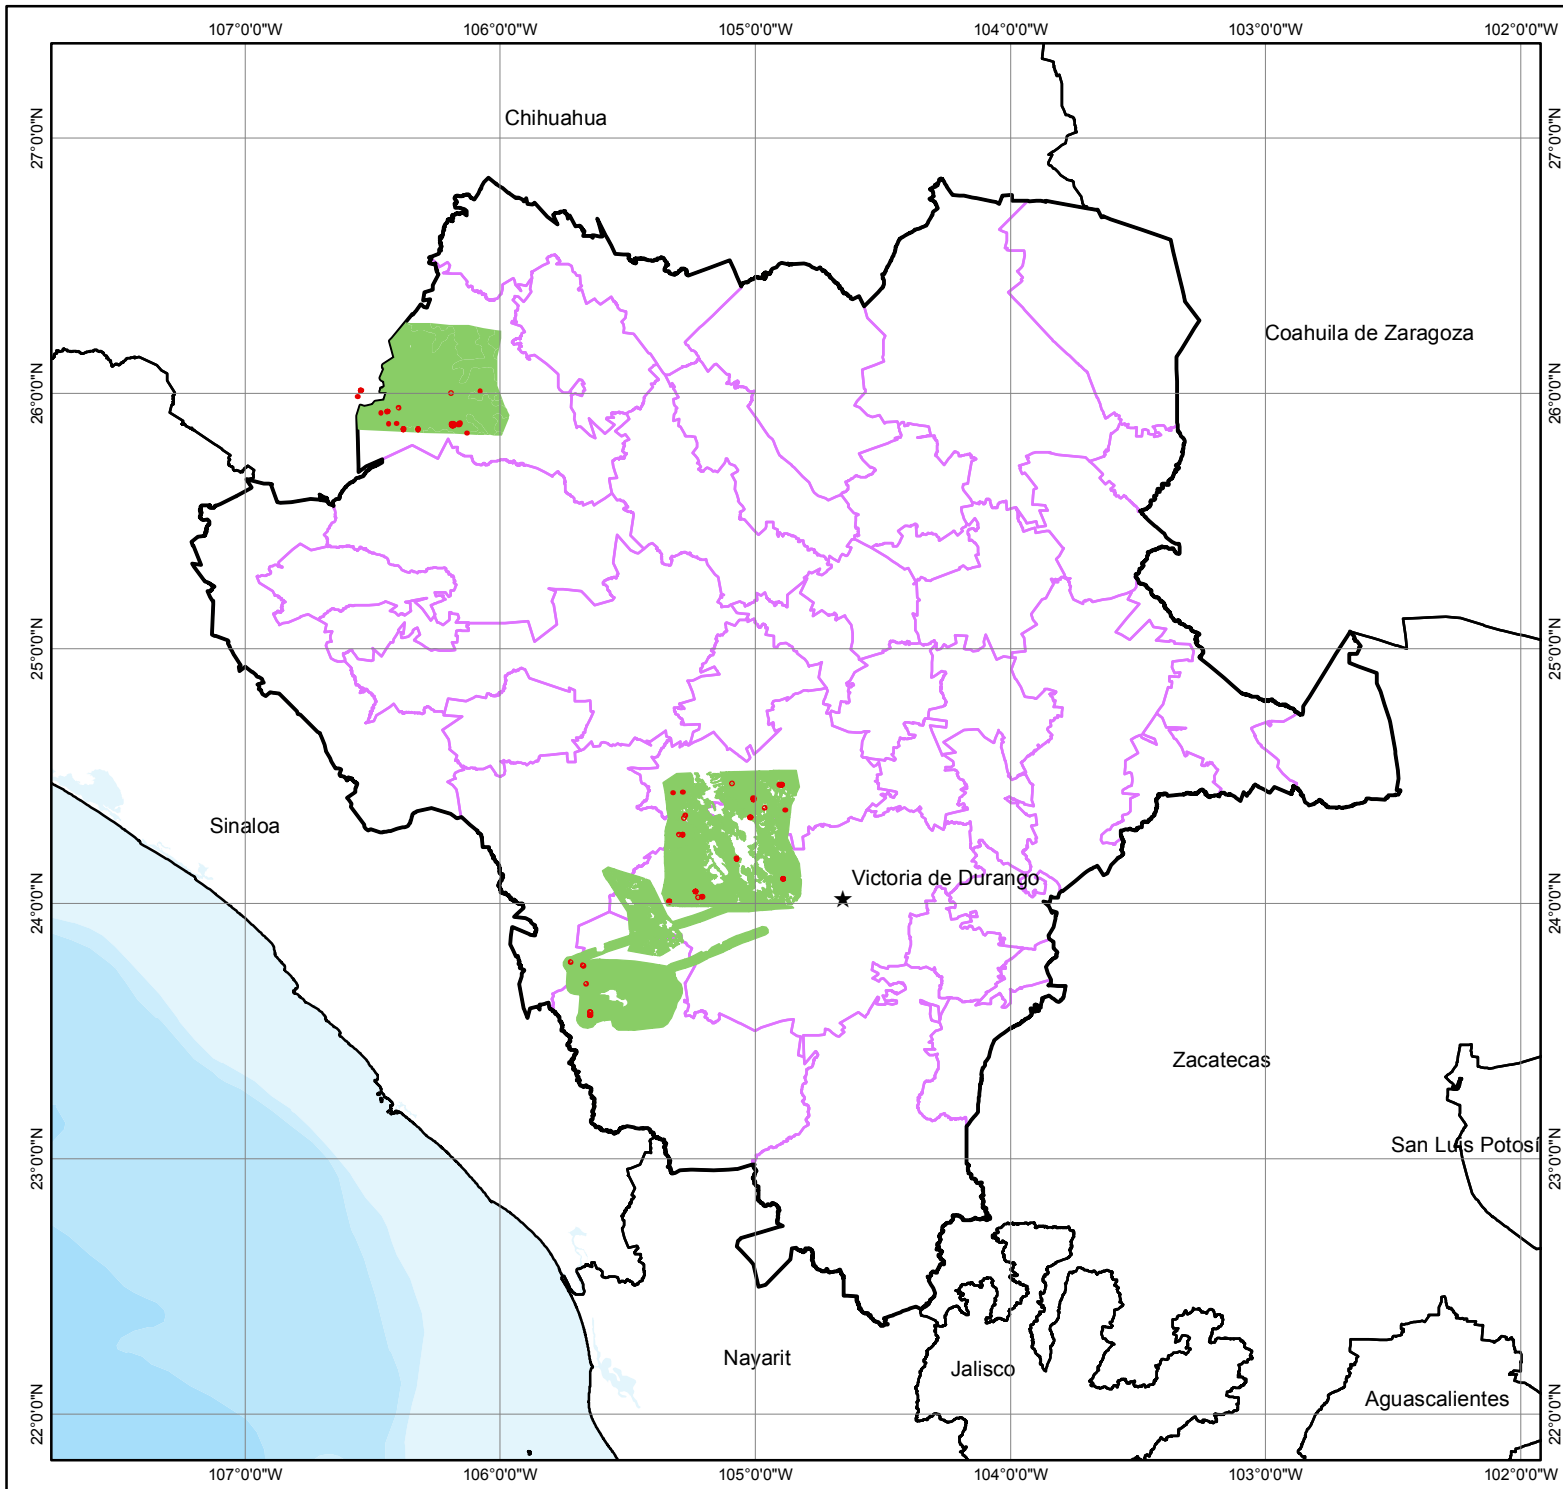 107°0'0"W 106°0'0"W 105°0'0"W 104°0'0"W 103°0'0"W 102°0'0"W
Chihuahua
27°0'0"N 27°0'0"N
Coahuila de Zaragoza
26°0'0"N 26°0'0"N
25°0'0"N 25°0'0"N
Sinaloa
Victoria de Durango
24°0'0"N 24°0'0"N
Zacatecas
San Luis Potosí
23°0'0"N 23°0'0"N
Nayarit
Jalisco
Aguascalientes
22°0'0"N 22°0'0"N
107°0'0"W 106°0'0"W 105°0'0"W 104°0'0"W 103°0'0"W 102°0'0"W